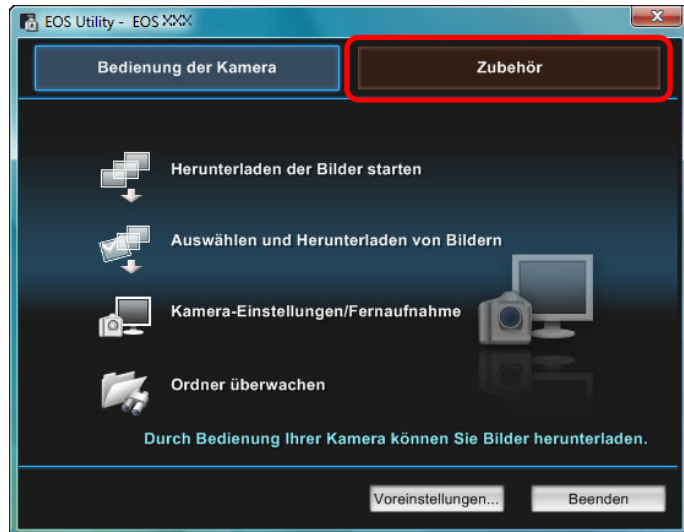 EOS Utility - EOS XXX
Bedienung der Kamera
Zubehör
Herunterladen der Bilder starten
Auswählen und Herunterladen von Bildern
Kamera-Einstellungen/Fernaufnahme
Ordner überwachen
Durch Bedienung Ihrer Kamera können Sie Bilder herunterladen.
Voreinstellungen...
Beenden